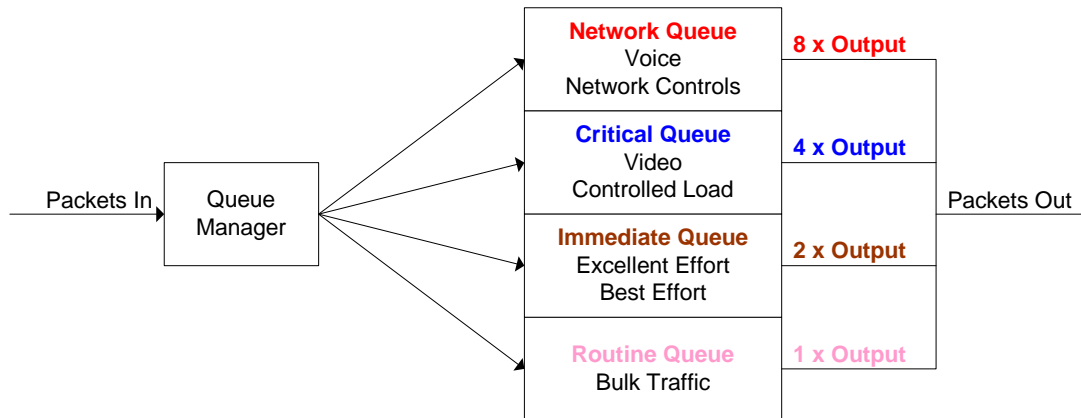 Packets In
Queue
Manager
Network Queue
Voice
Network Controls
8 x Output
Critical Queue
Video
Controlled Load
4 x Output
Immediate Queue
Excellent Effort
Best Effort
2 x Output
Routine Queue
Bulk Traffic
1 x Output
Packets Out